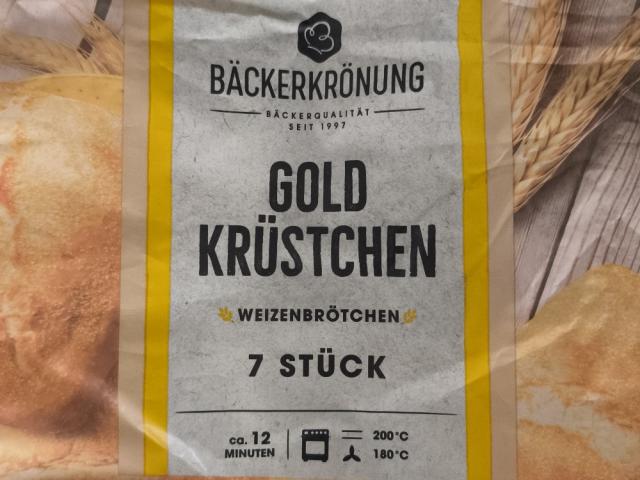 BÄCKERKRÖNUNG
BÄCKERQUALITÄT
SEIT 1997
GOLD
KRÜSTCHEN
WEIZENBRÖTCHEN
7 STÜCK
ca. 12
MINUTEN
200°C
180°C